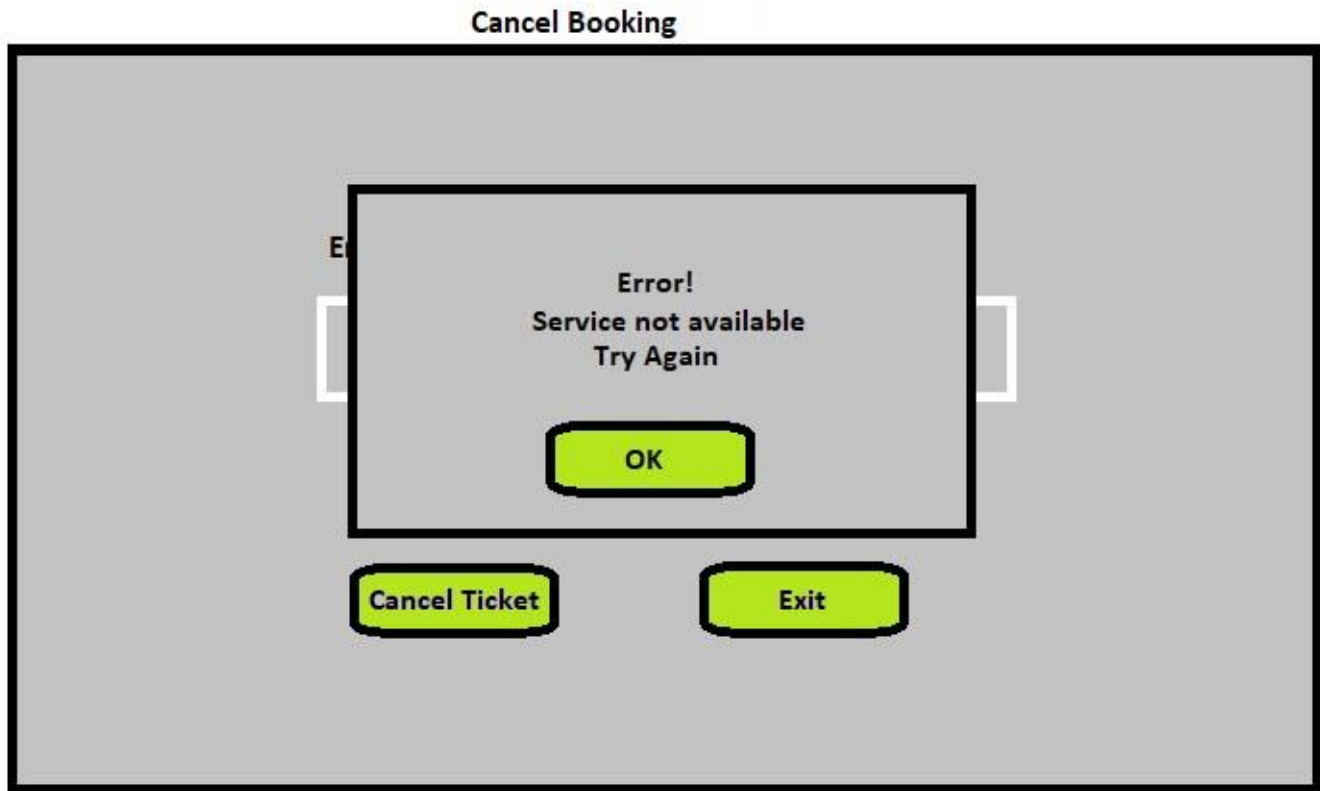 Cancel Booking
Error!
Service not available
Try Again
OK
Cancel Ticket
Exit